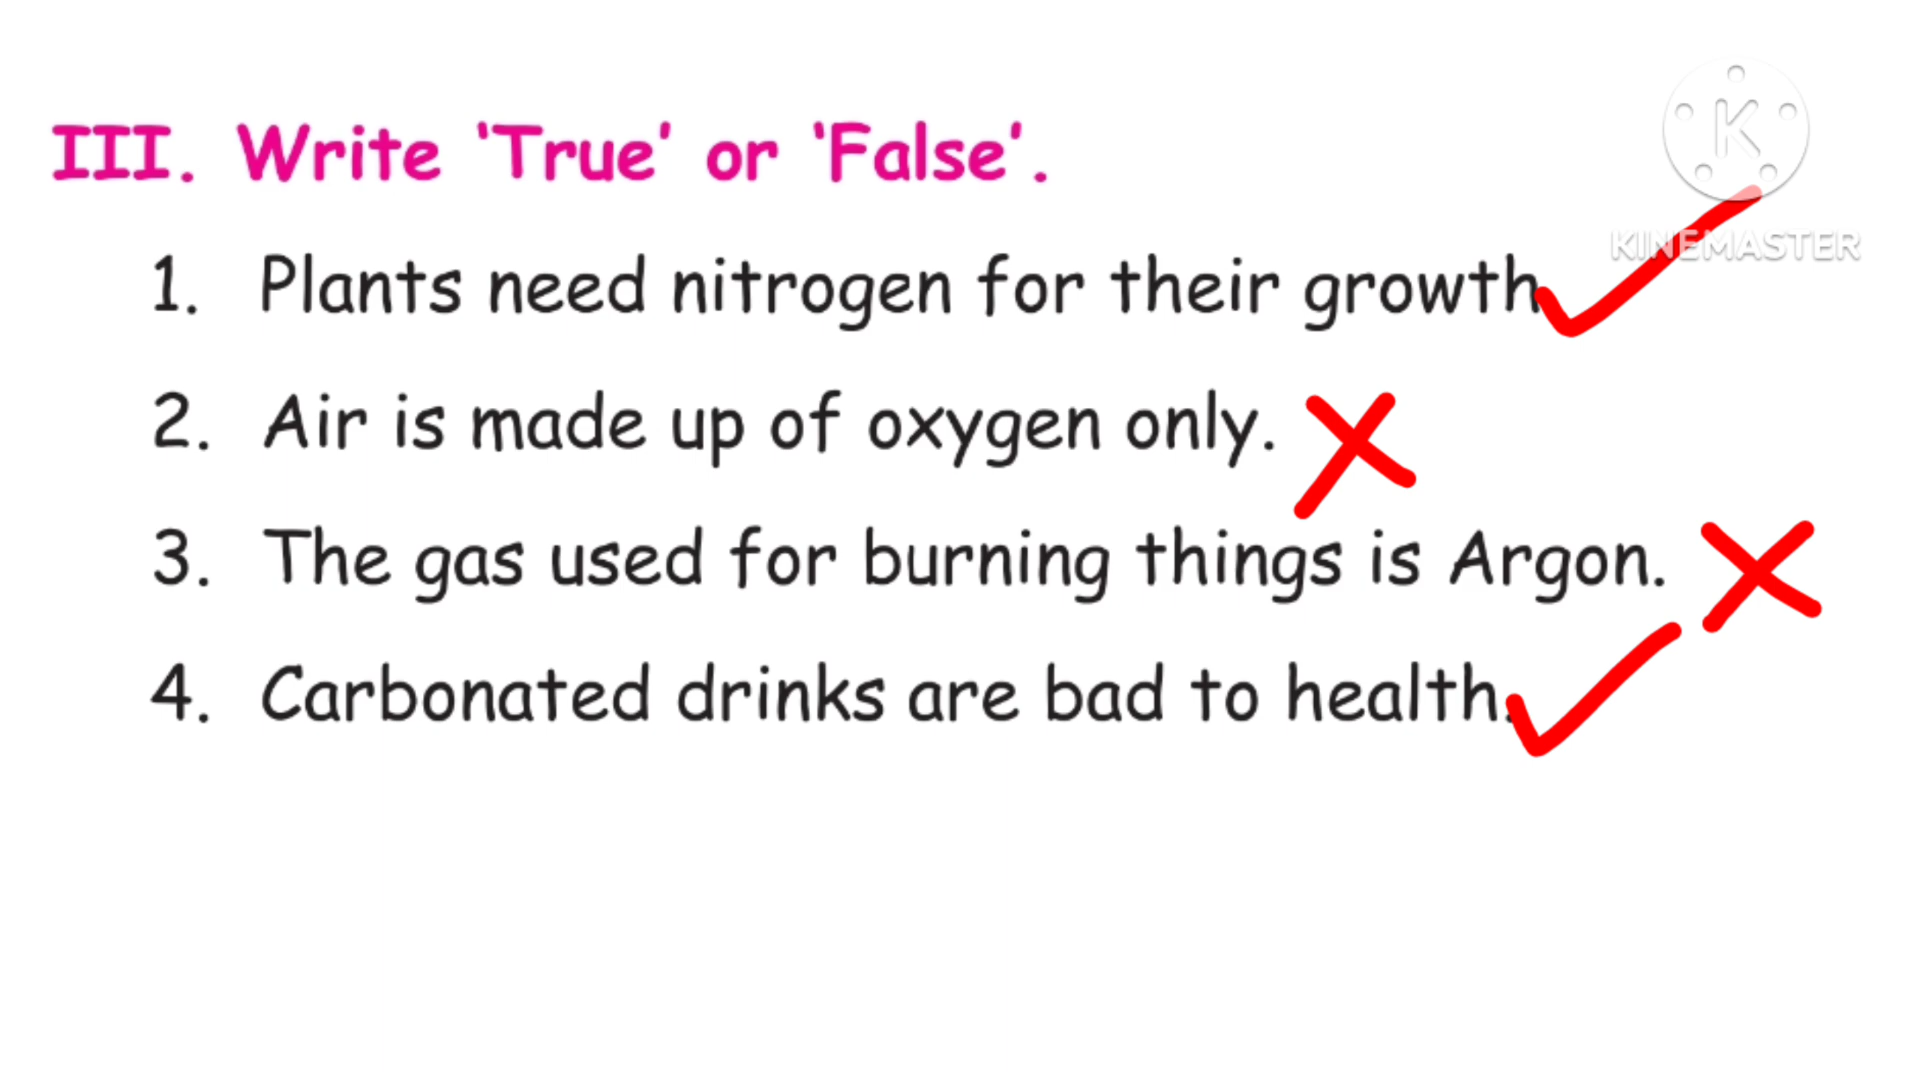 III. Write ‘True’ or ‘False’.
K
KINEMASTER
1. Plants need nitrogen for their growth
2. Air is made up of oxygen only.
3. The gas used for burning things is Argon.
4. Carbonated drinks are bad to health.